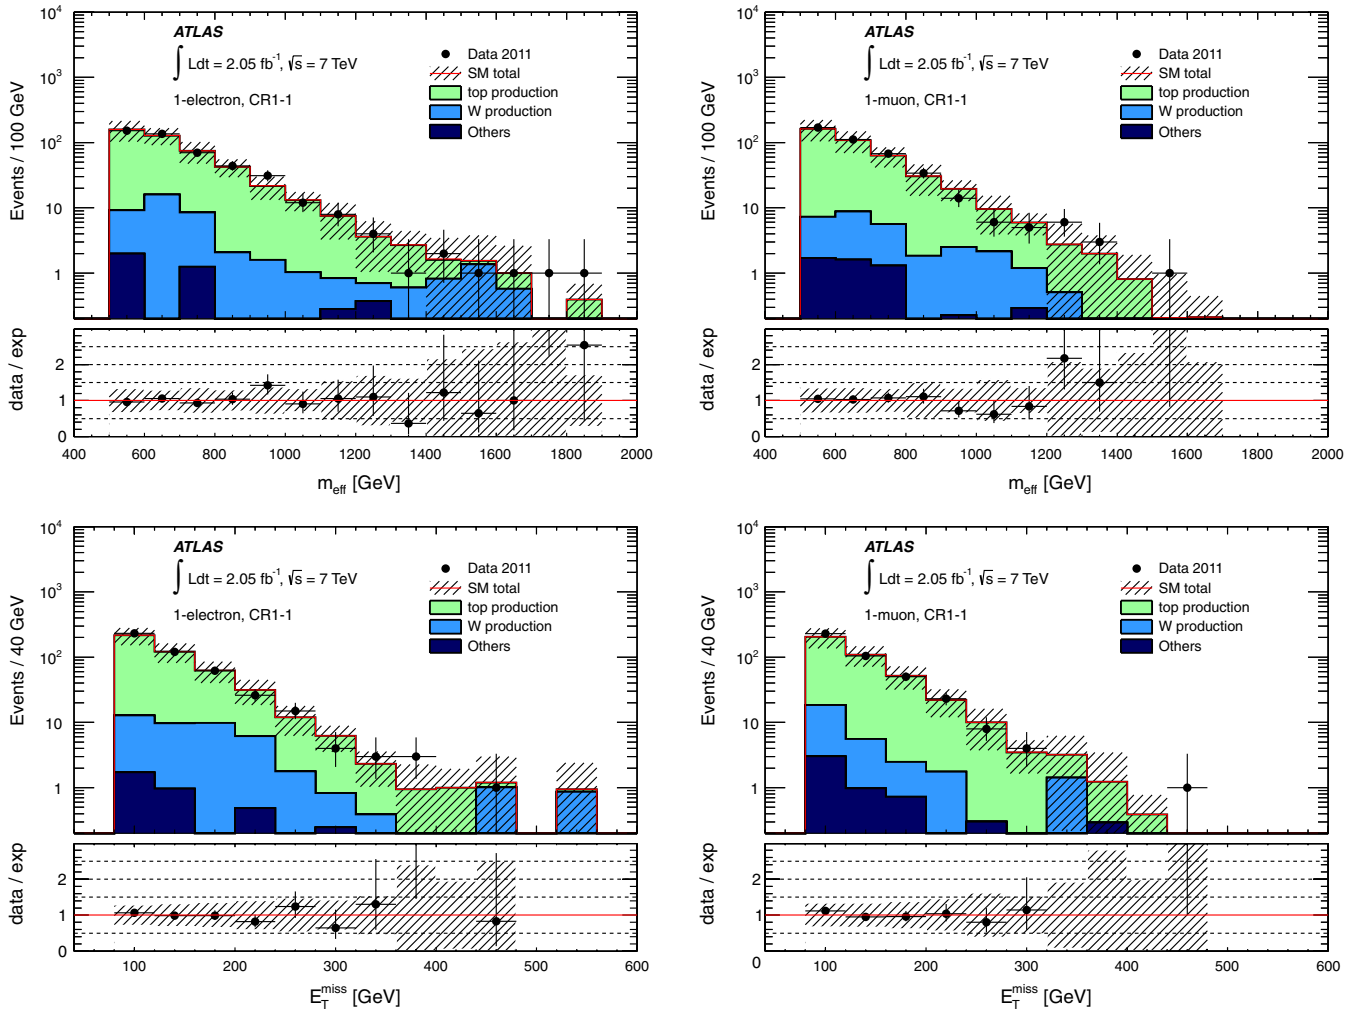 10⁴
10³
10²
10
1
Events / 100 GeV
ATLAS
∫ Ldt = 2.05 fb⁻¹, √s = 7 TeV
1-electron, CR1-1
Data 2011
SM total
top production
W production
Others
data / exp
2
1
0
400 600 800 1000 1200 1400 1600 1800 2000
m_eff [GeV]
10⁴
10³
10²
10
1
Events / 100 GeV
ATLAS
∫ Ldt = 2.05 fb⁻¹, √s = 7 TeV
1-muon, CR1-1
Data 2011
SM total
top production
W production
Others
data / exp
2
1
0
400 600 800 1000 1200 1400 1600 1800 2000
m_eff [GeV]
10⁴
10³
10²
10
1
Events / 40 GeV
ATLAS
∫ Ldt = 2.05 fb⁻¹, √s = 7 TeV
1-electron, CR1-1
Data 2011
SM total
top production
W production
Others
data / exp
2
1
0
100 200 300 400 500 600
E_T^miss [GeV]
10⁴
10³
10²
10
1
Events / 40 GeV
ATLAS
∫ Ldt = 2.05 fb⁻¹, √s = 7 TeV
1-muon, CR1-1
Data 2011
SM total
top production
W production
Others
data / exp
2
1
0
100 200 300 400 500 600
E_T^miss [GeV]